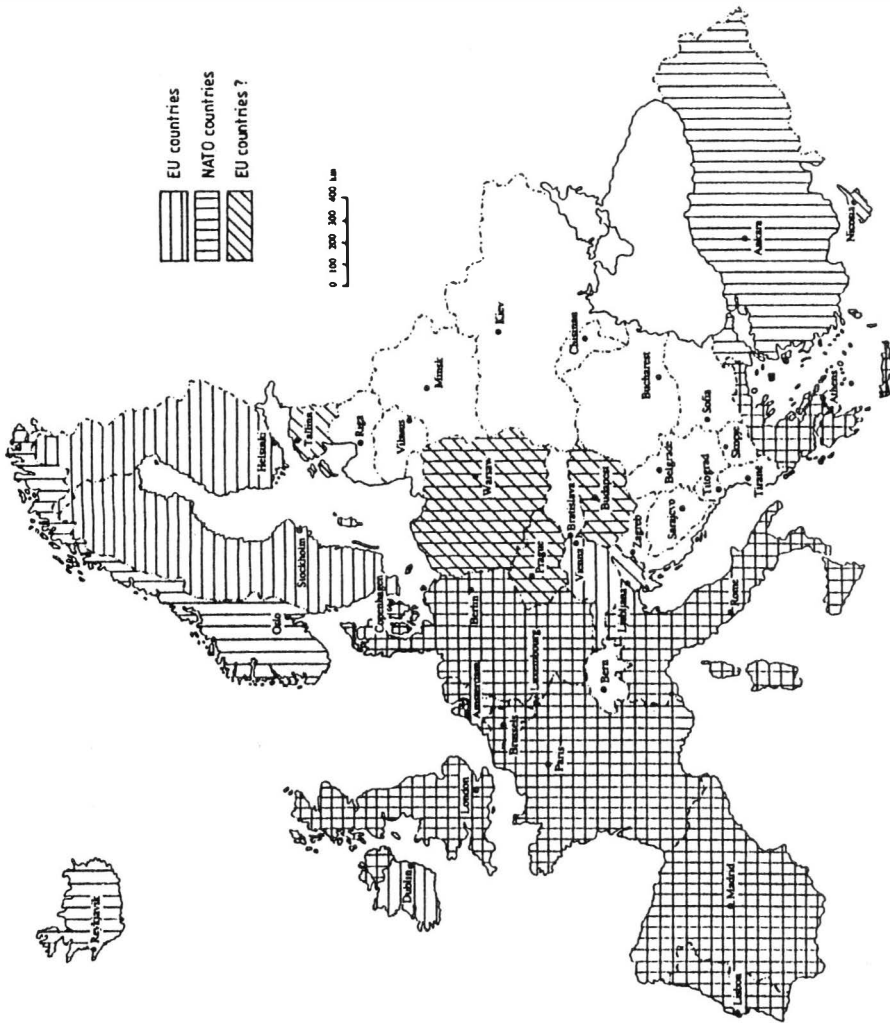 EU countries
NATO countries
EU countries ?
0 100 200 300 400 km
Reykjavik
Oslo
Stockholm
Helsinki
Tallinn
Riga
Vilnius
Minsk
Kiev
Copenhagen
Dublin
London
Amsterdam
Brussels
Luxembourg
Paris
Berlin
Warsaw
Prague
Bratislava
Vienna
Budapest
Bern
Ljubljana
Zagreb
Chisinau
Bucharest
Belgrade
Sarajevo
Titograd
Sofia
Skopje
Tiranë
Rome
Madrid
Lisbon
Athens
Ankara
Nicosia